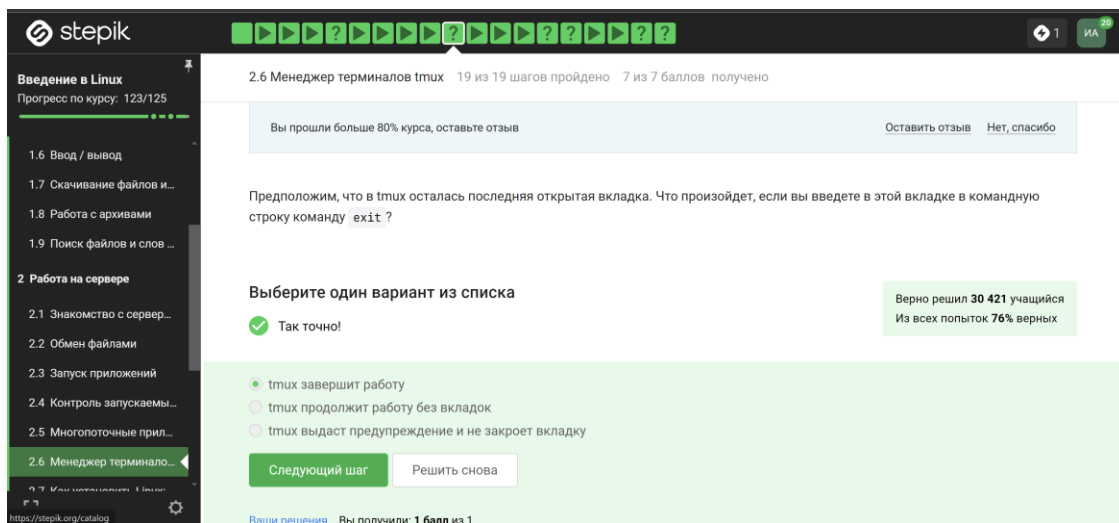 stepik
1
ИА
20
Введение в Linux
Прогресс по курсу: 123/125
1.6 Ввод / вывод
1.7 Скачивание файлов и...
1.8 Работа с архивами
1.9 Поиск файлов и слов ...
2 Работа на сервере
2.1 Знакомство с сервер...
2.2 Обмен файлами
2.3 Запуск приложений
2.4 Контроль запускаемы...
2.5 Многопоточные прил...
2.6 Менеджер терминало...
2.7 Как установить Linux:
https://stepik.org/catalog
2.6 Менеджер терминалов tmux 19 из 19 шагов пройдено 7 из 7 баллов получено
Вы прошли больше 80% курса, оставьте отзыв
Оставить отзыв Нет, спасибо
Предположим, что в tmux осталась последняя открытая вкладка. Что произойдет, если вы введете в этой вкладке в командную
строку команду exit ?
Выберите один вариант из списка
Так точно!
Верно решил 30 421 учащийся
Из всех попыток 76% верных
tmux завершит работу
tmux продолжит работу без вкладок
tmux выдаст предупреждение и не закроет вкладку
Следующий шаг Решить снова
Ваши решения Вы получили: 1 балл из 1